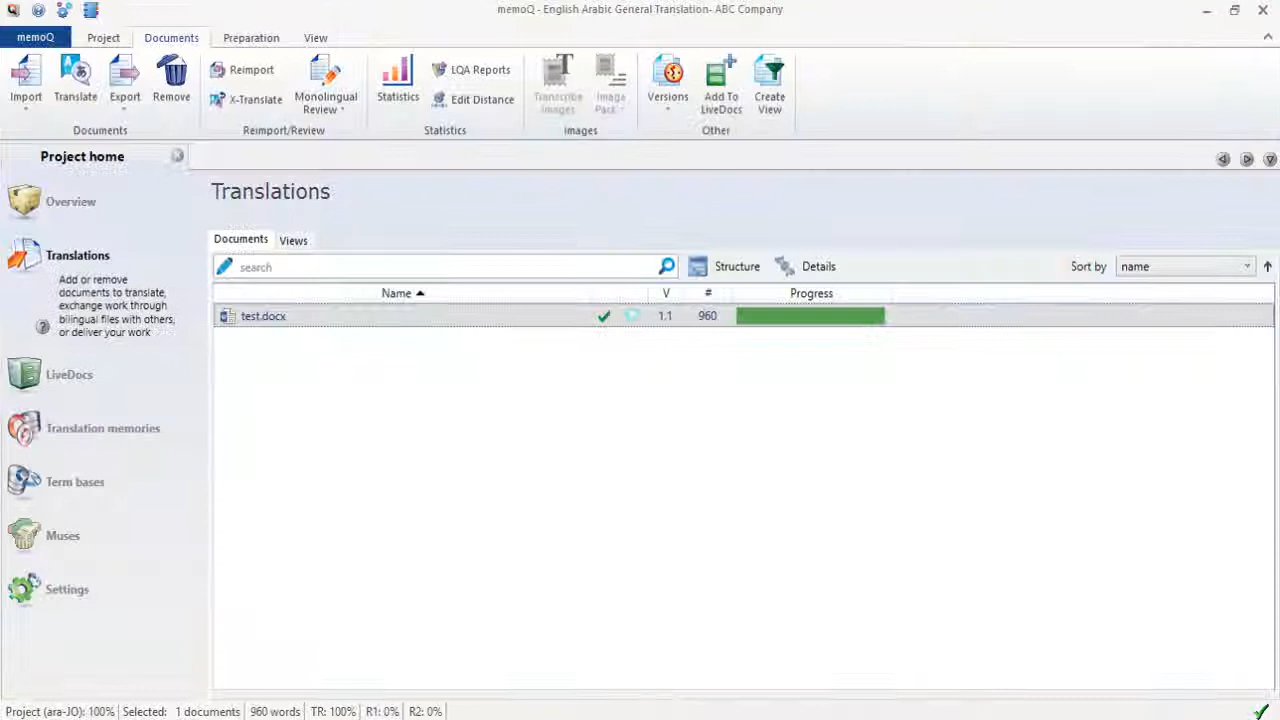 memoQ - English Arabic General Translation- ABC Company
memoQ Project Documents Preparation View
Import Translate Export Remove
Documents
Reimport
X-Translate
Monolingual Review
Reimport/Review
Statistics
LQA Reports
Edit Distance
Statistics
Transcribe Images
Image Pack
Images
Versions
Add To LiveDocs
Create View
Other
Project home
Overview
Translations
Add or remove
documents to translate,
exchange work through
bilingual files with others,
or deliver your work
LiveDocs
Translation memories
Term bases
Muses
Settings
Translations
Documents Views
search Structure Details Sort by name
Name V # Progress
test.docx 1.1 960
Project (ara-JO): 100% Selected: 1 documents 960 words TR: 100% R1: 0% R2: 0%